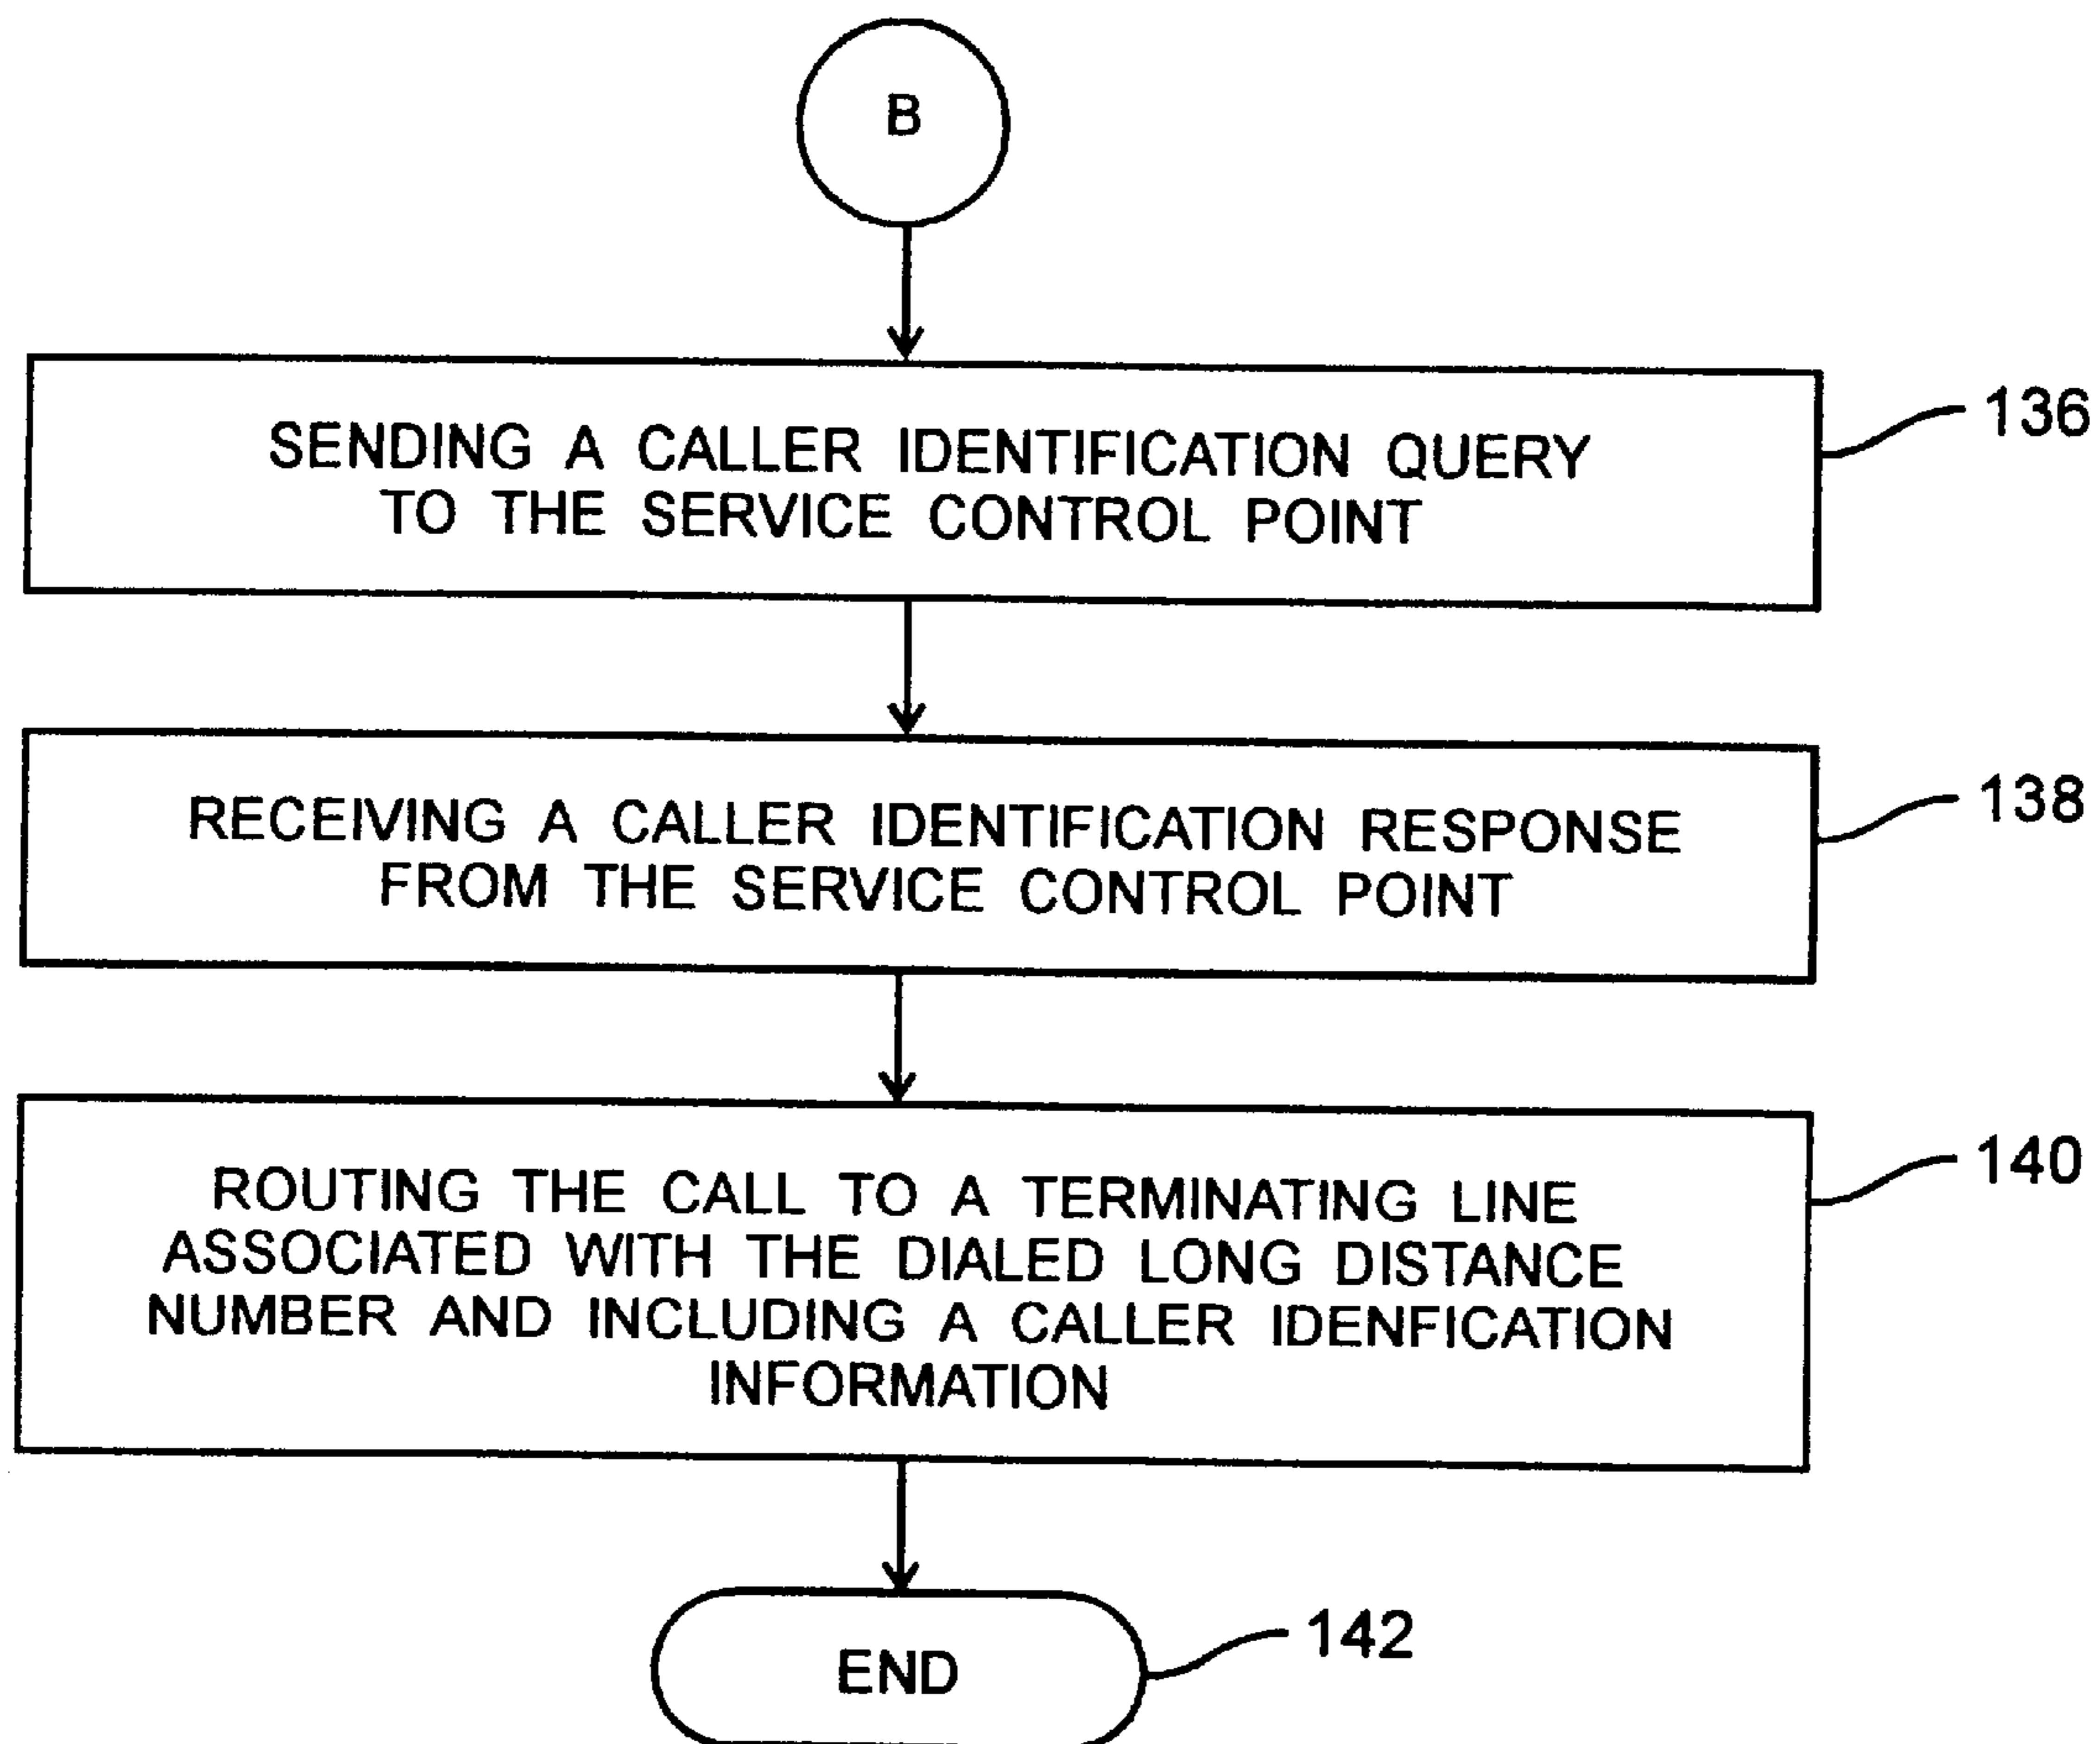 B
SENDING A CALLER IDENTIFICATION QUERY
TO THE SERVICE CONTROL POINT
136
RECEIVING A CALLER IDENTIFICATION RESPONSE
FROM THE SERVICE CONTROL POINT
138
ROUTING THE CALL TO A TERMINATING LINE
ASSOCIATED WITH THE DIALED LONG DISTANCE
NUMBER AND INCLUDING A CALLER IDENFICATION
INFORMATION
140
END
142